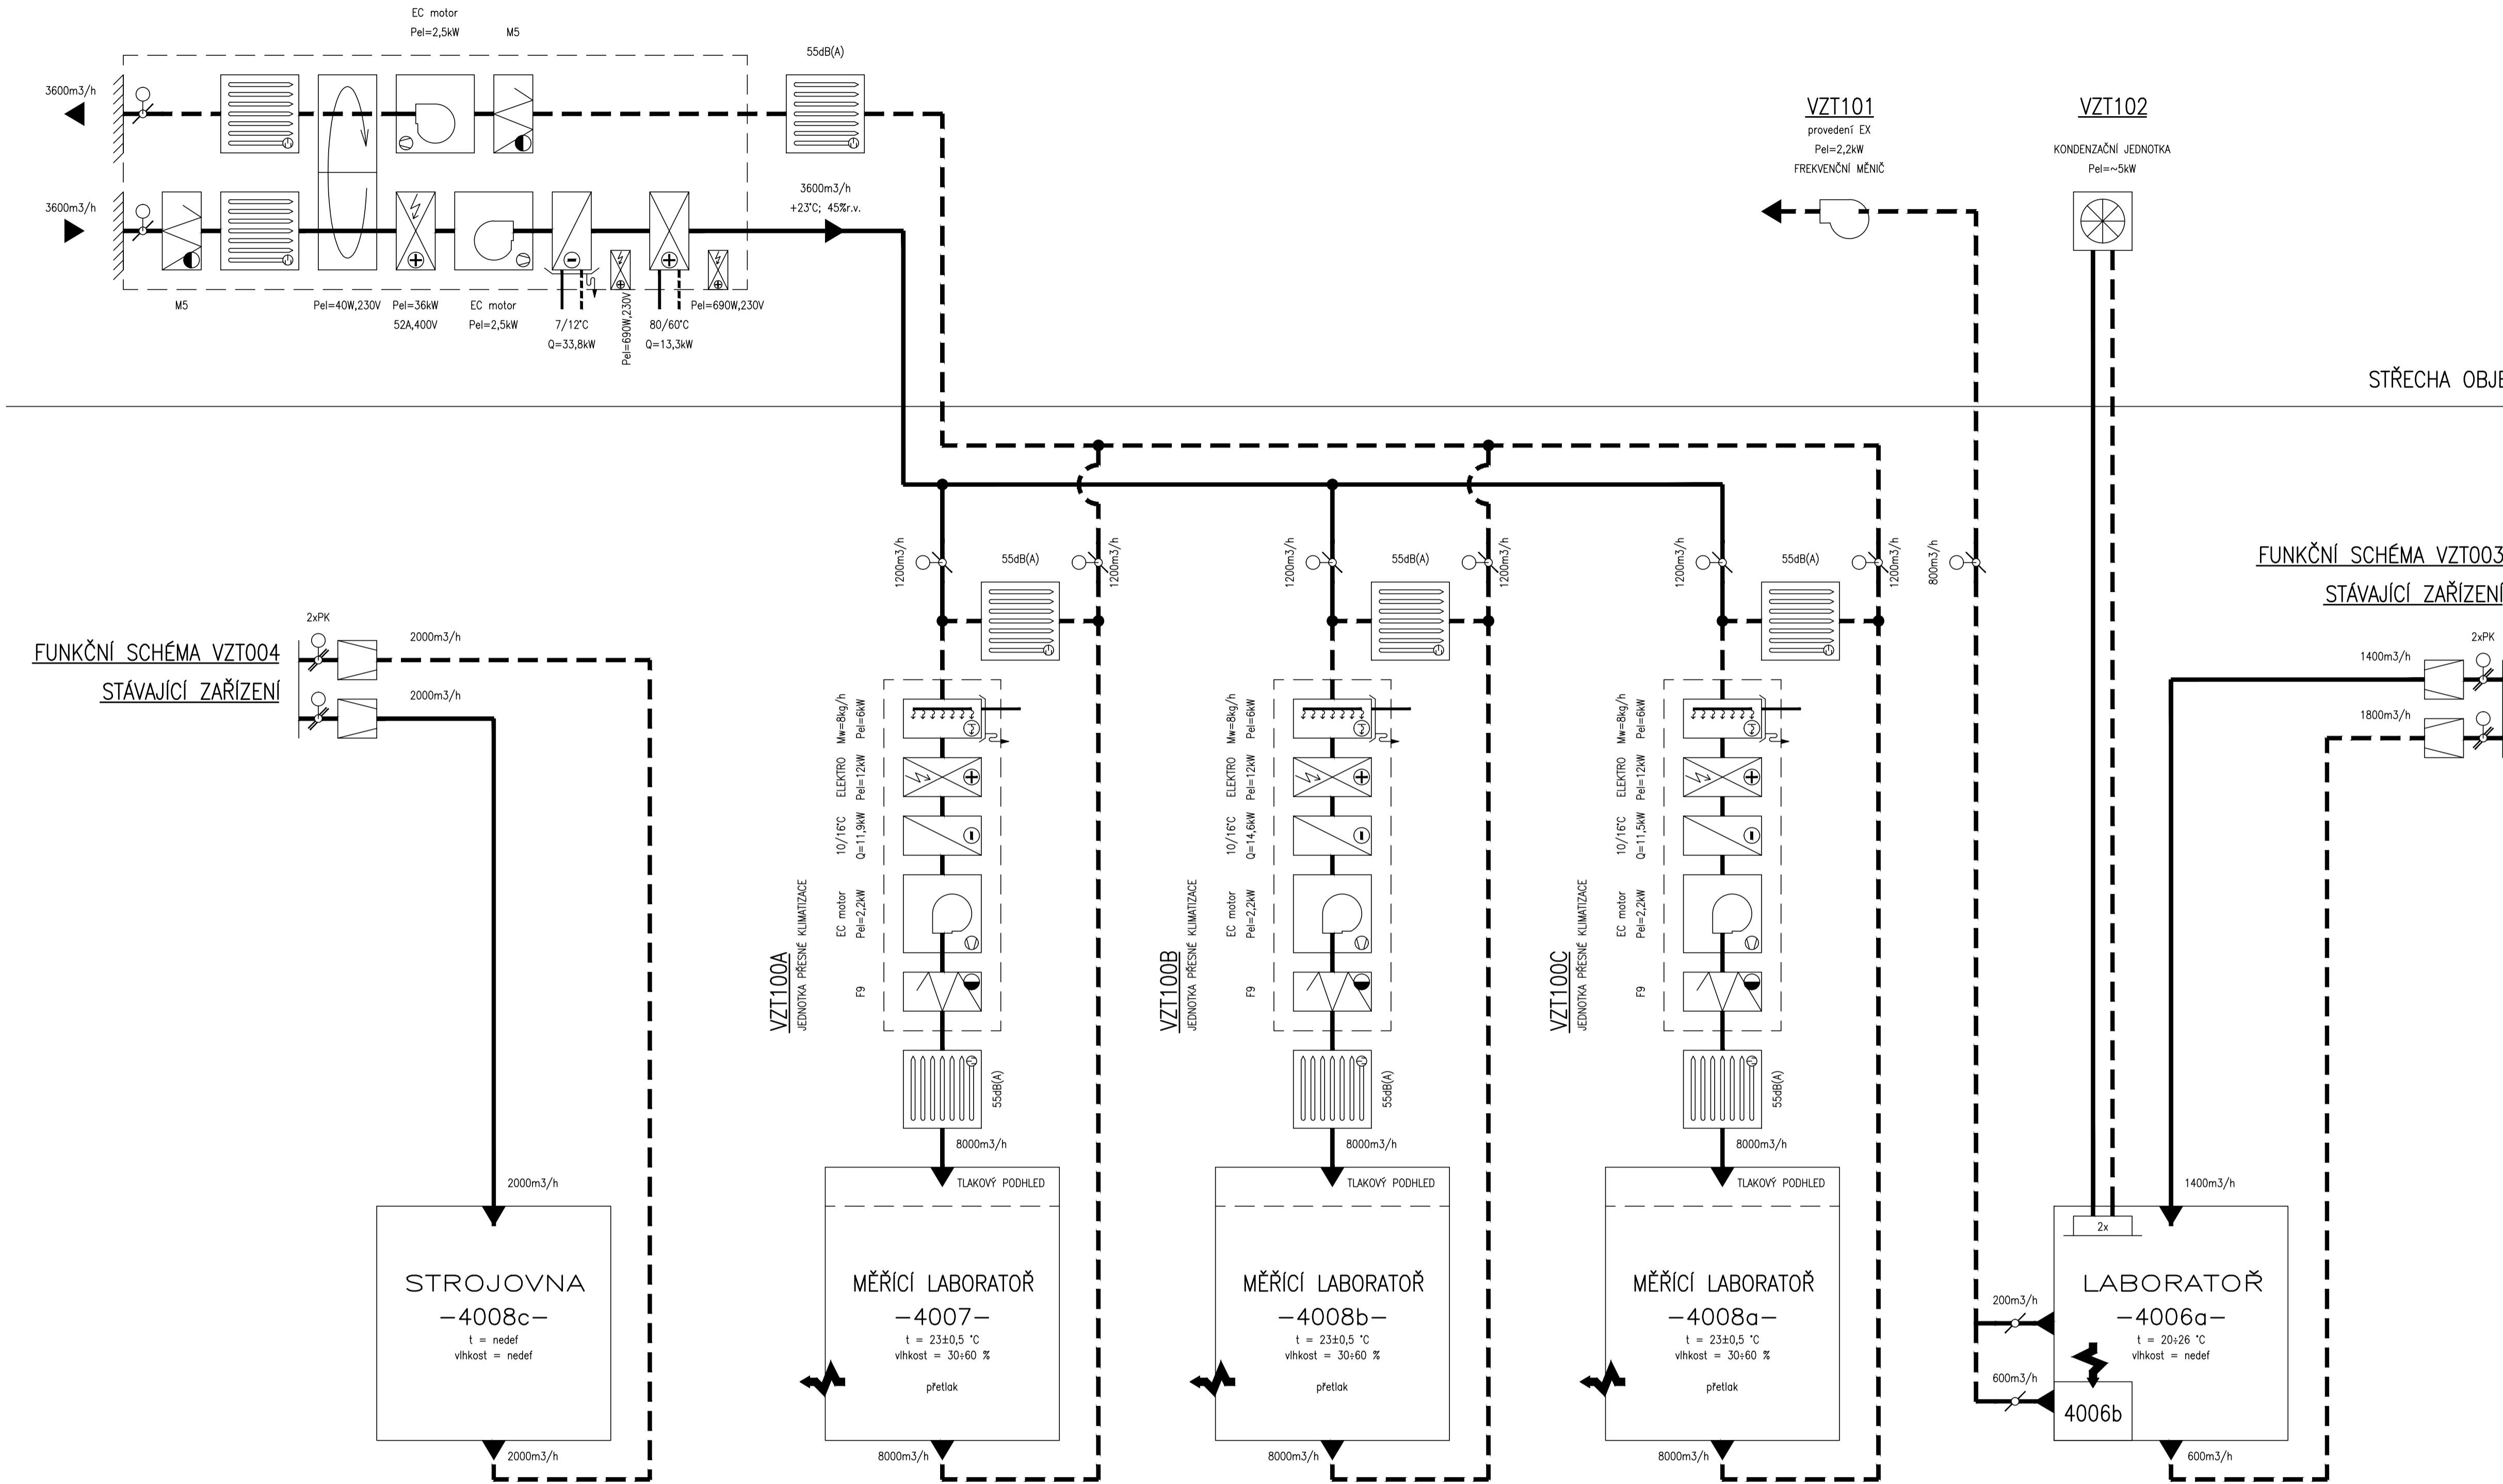 EC motor
Pel=2,5kW
M5
55dB(A)
3600m3/h
3600m3/h
3600m3/h
+23°C; 45%r.v.
M5
Pel=40W,230V
Pel=36kW
52A,400V
EC motor
Pel=2,5kW
7/12°C
Q=33,8kW
Pel=690W,230V
80/60°C
Q=13,3kW
Pel=690W,230V
VZT101
provedení EX
Pel=2,2kW
FREKVENČNÍ MĚNIČ
VZT102
KONDENZAČNÍ JEDNOTKA
Pel=~5kW
STŘECHA OBJE
1200m3/h
55dB(A)
1200m3/h
1200m3/h
55dB(A)
1200m3/h
1200m3/h
55dB(A)
1200m3/h
800m3/h
FUNKČNÍ SCHÉMA VZT003
STÁVAJÍCÍ ZAŘÍZENÍ
2xPK
1400m3/h
1800m3/h
FUNKČNÍ SCHÉMA VZT004
STÁVAJÍCÍ ZAŘÍZENÍ
2xPK
2000m3/h
2000m3/h
VZT100A
JEDNOTKA PŘESNÉ KLIMATIZACE
Mw=8kg/h
Pel=6kW
ELEKTRO
Pel=12kW
10/16°C
Q=11,9kW
EC motor
Pel=2,2kW
F9
55dB(A)
8000m3/h
VZT100B
JEDNOTKA PŘESNÉ KLIMATIZACE
Mw=8kg/h
Pel=6kW
ELEKTRO
Pel=12kW
10/16°C
Q=14,6kW
EC motor
Pel=2,2kW
F9
55dB(A)
8000m3/h
VZT100C
JEDNOTKA PŘESNÉ KLIMATIZACE
Mw=8kg/h
Pel=6kW
ELEKTRO
Pel=12kW
10/16°C
Q=11,5kW
EC motor
Pel=2,2kW
F9
55dB(A)
8000m3/h
2000m3/h
STROJOVNA
-4008c-
t = nedef
vlhkost = nedef
2000m3/h
TLAKOVÝ PODHLED
MĚŘÍCÍ LABORATOŘ
-4007-
t = 23±0,5 °C
vlhkost = 30÷60 %
přetlak
8000m3/h
TLAKOVÝ PODHLED
MĚŘÍCÍ LABORATOŘ
-4008b-
t = 23±0,5 °C
vlhkost = 30÷60 %
přetlak
8000m3/h
TLAKOVÝ PODHLED
MĚŘÍCÍ LABORATOŘ
-4008a-
t = 23±0,5 °C
vlhkost = 30÷60 %
přetlak
8000m3/h
1400m3/h
2x
LABORATOŘ
-4006a-
t = 20÷26 °C
vlhkost = nedef
200m3/h
600m3/h
4006b
600m3/h